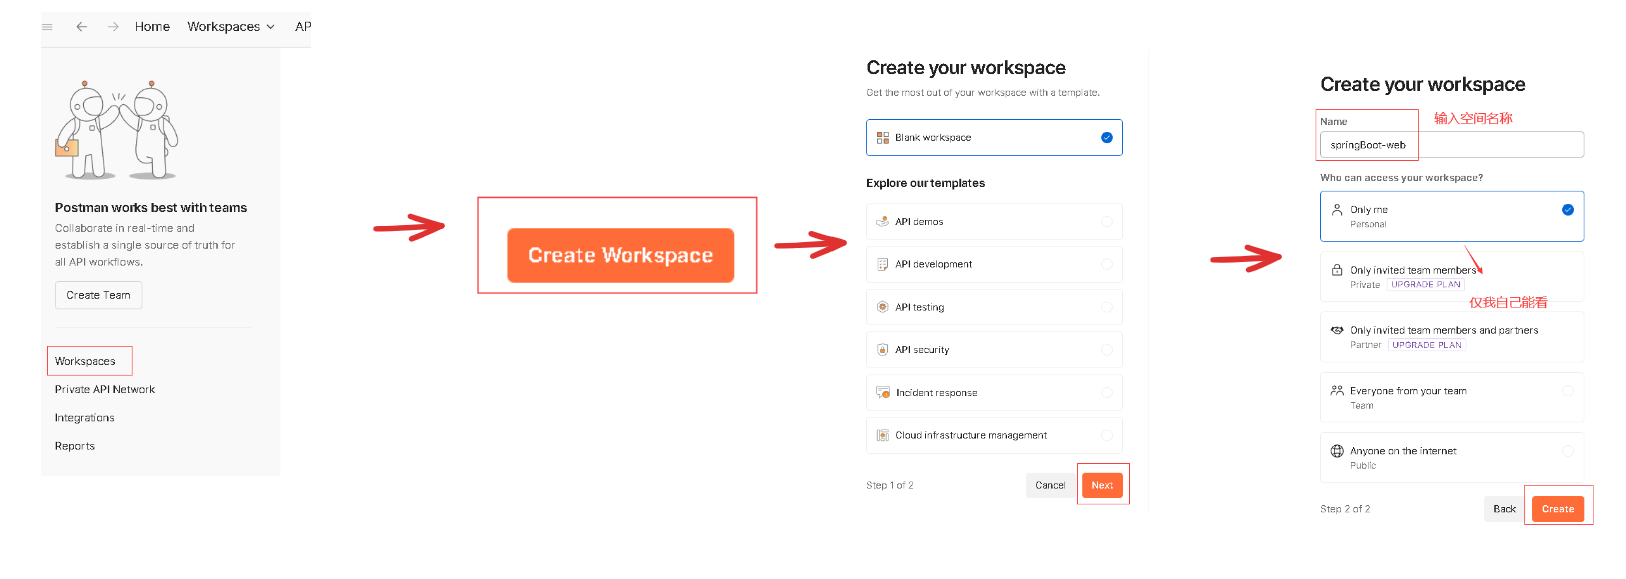 Home Workspaces AP
Postman works best with teams
Collaborate in real-time and
establish a single source of truth for
all API workflows.
Create Team
Workspaces
Private API Network
Integrations
Reports
Create Workspace
Create your workspace
Get the most out of your workspace with a template.
Blank workspace
Explore our templates
API demos
API development
API testing
API security
Incident response
Cloud infrastructure management
Step 1 of 2
Cancel
Next
Create your workspace
Name
输入空间名称
springBoot-web
Who can access your workspace?
Only me
Personal
Only invited team members
Private UPGRADE PLAN
仅我自己能看
Only invited team members and partners
Partner UPGRADE PLAN
Everyone from your team
Team
Anyone on the internet
Public
Step 2 of 2
Back
Create